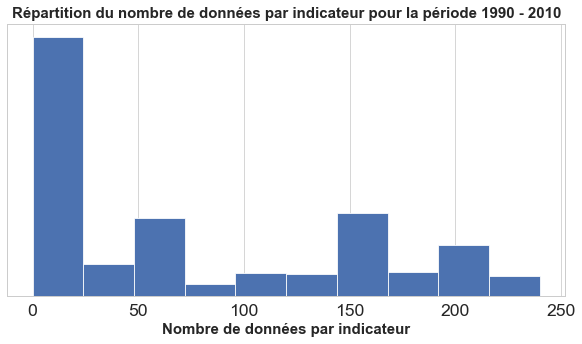 Répartition du nombre de données par indicateur pour la période 1990 - 2010
0 50 100 150 200 250
Nombre de données par indicateur